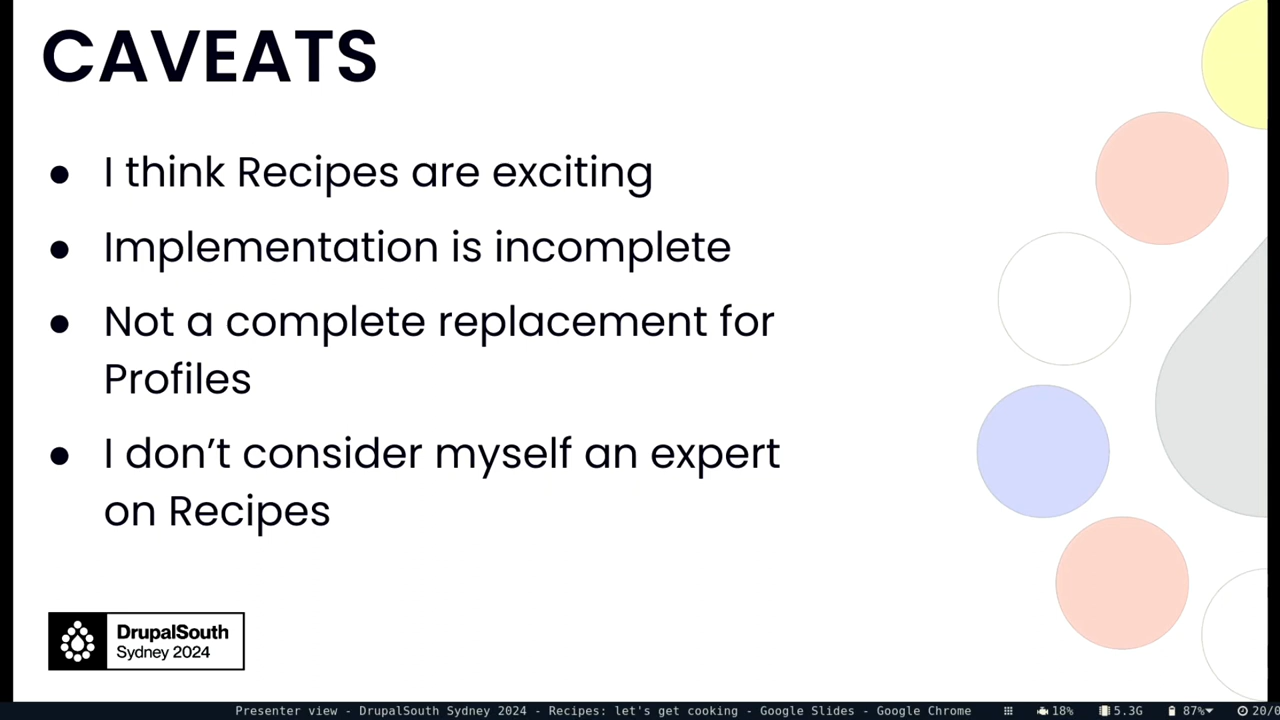 CAVEATS
● I think Recipes are exciting
● Implementation is incomplete
● Not a complete replacement for
Profiles
● I don’t consider myself an expert
on Recipes
DrupalSouth
Sydney 2024
Presenter view - DrupalSouth Sydney 2024 - Recipes: let's get cooking - Google Slides - Google Chrome 18% 5.3G 87% 20/0